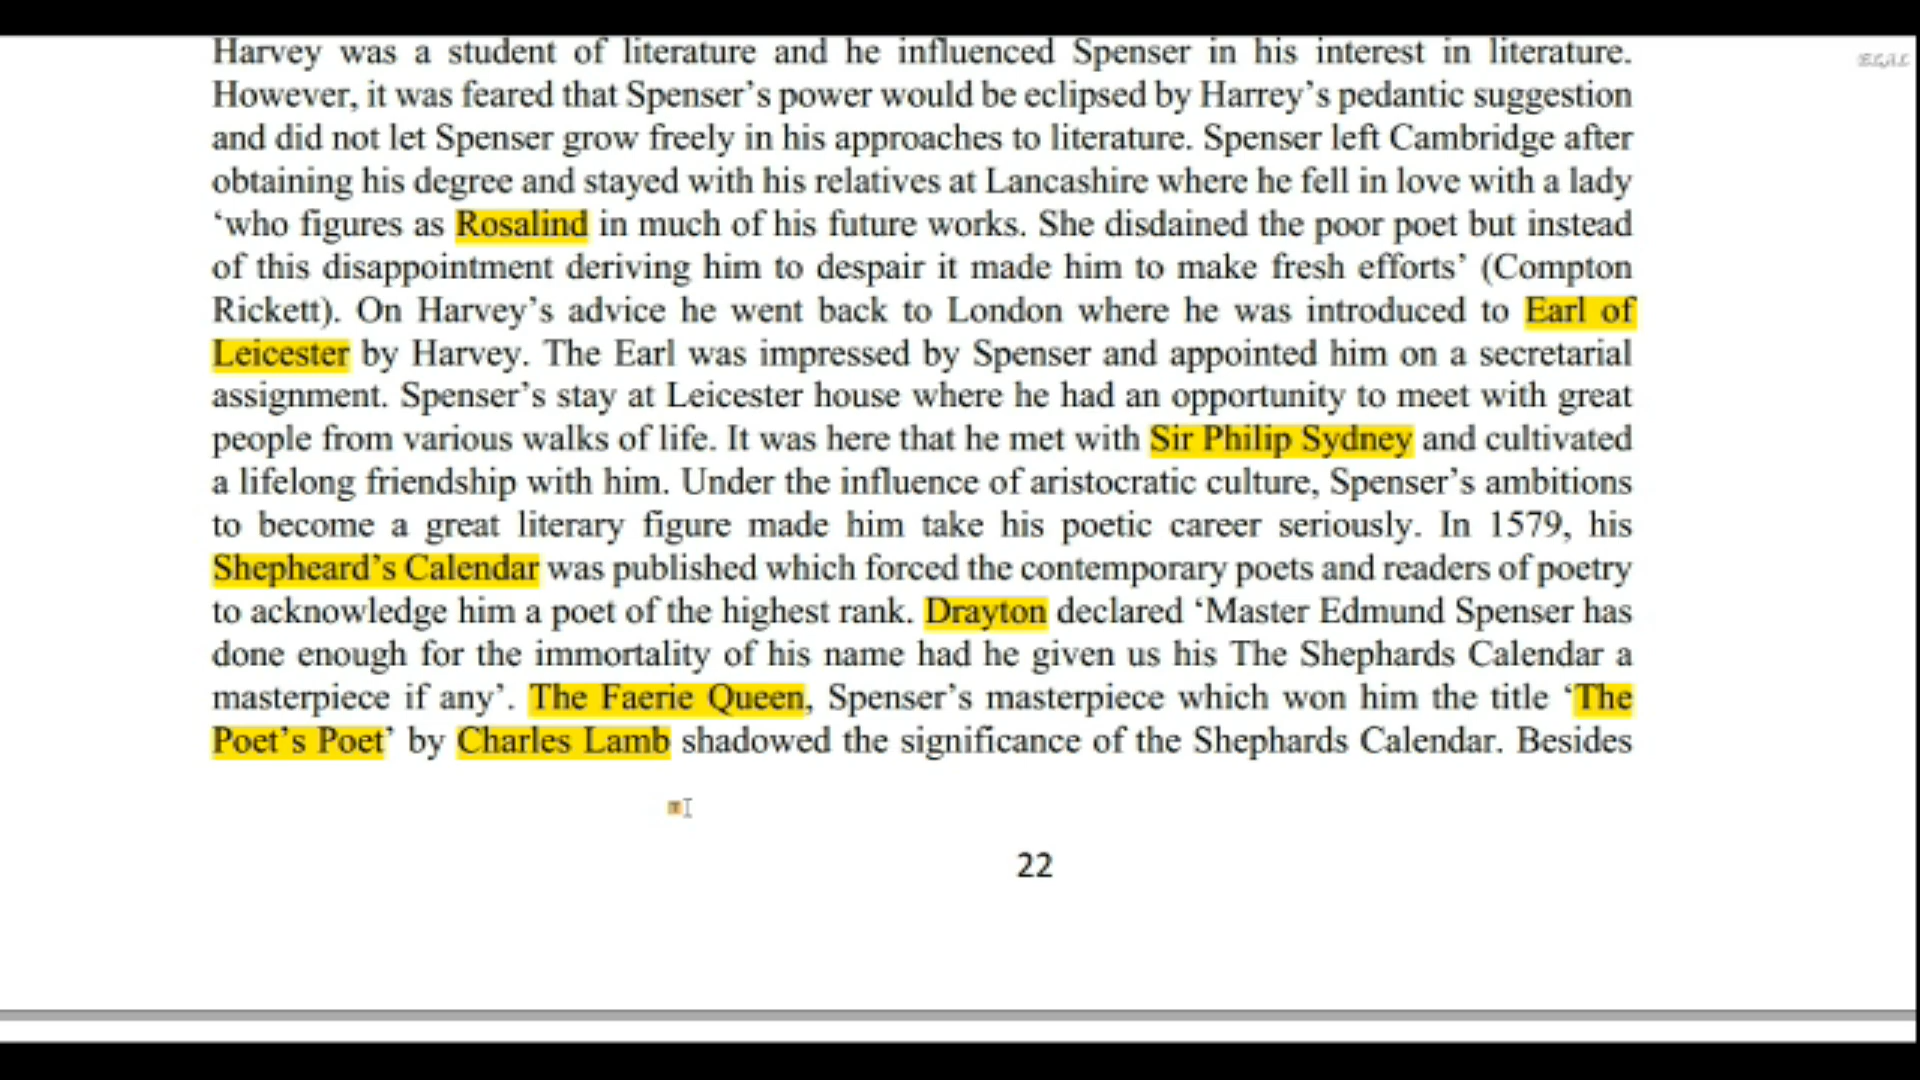 Harvey was a student of literature and he influenced Spenser in his interest in literature.
ELAL
However, it was feared that Spenser’s power would be eclipsed by Harrey’s pedantic suggestion
and did not let Spenser grow freely in his approaches to literature. Spenser left Cambridge after
obtaining his degree and stayed with his relatives at Lancashire where he fell in love with a lady
‘who figures as Rosalind in much of his future works. She disdained the poor poet but instead
of this disappointment deriving him to despair it made him to make fresh efforts’ (Compton
Rickett). On Harvey’s advice he went back to London where he was introduced to Earl of
Leicester by Harvey. The Earl was impressed by Spenser and appointed him on a secretarial
assignment. Spenser’s stay at Leicester house where he had an opportunity to meet with great
people from various walks of life. It was here that he met with Sir Philip Sydney and cultivated
a lifelong friendship with him. Under the influence of aristocratic culture, Spenser’s ambitions
to become a great literary figure made him take his poetic career seriously. In 1579, his
Shepheard’s Calendar was published which forced the contemporary poets and readers of poetry
to acknowledge him a poet of the highest rank. Drayton declared ‘Master Edmund Spenser has
done enough for the immortality of his name had he given us his The Shephards Calendar a
masterpiece if any’. The Faerie Queen, Spenser’s masterpiece which won him the title ‘The
Poet’s Poet’ by Charles Lamb shadowed the significance of the Shephards Calendar. Besides
22